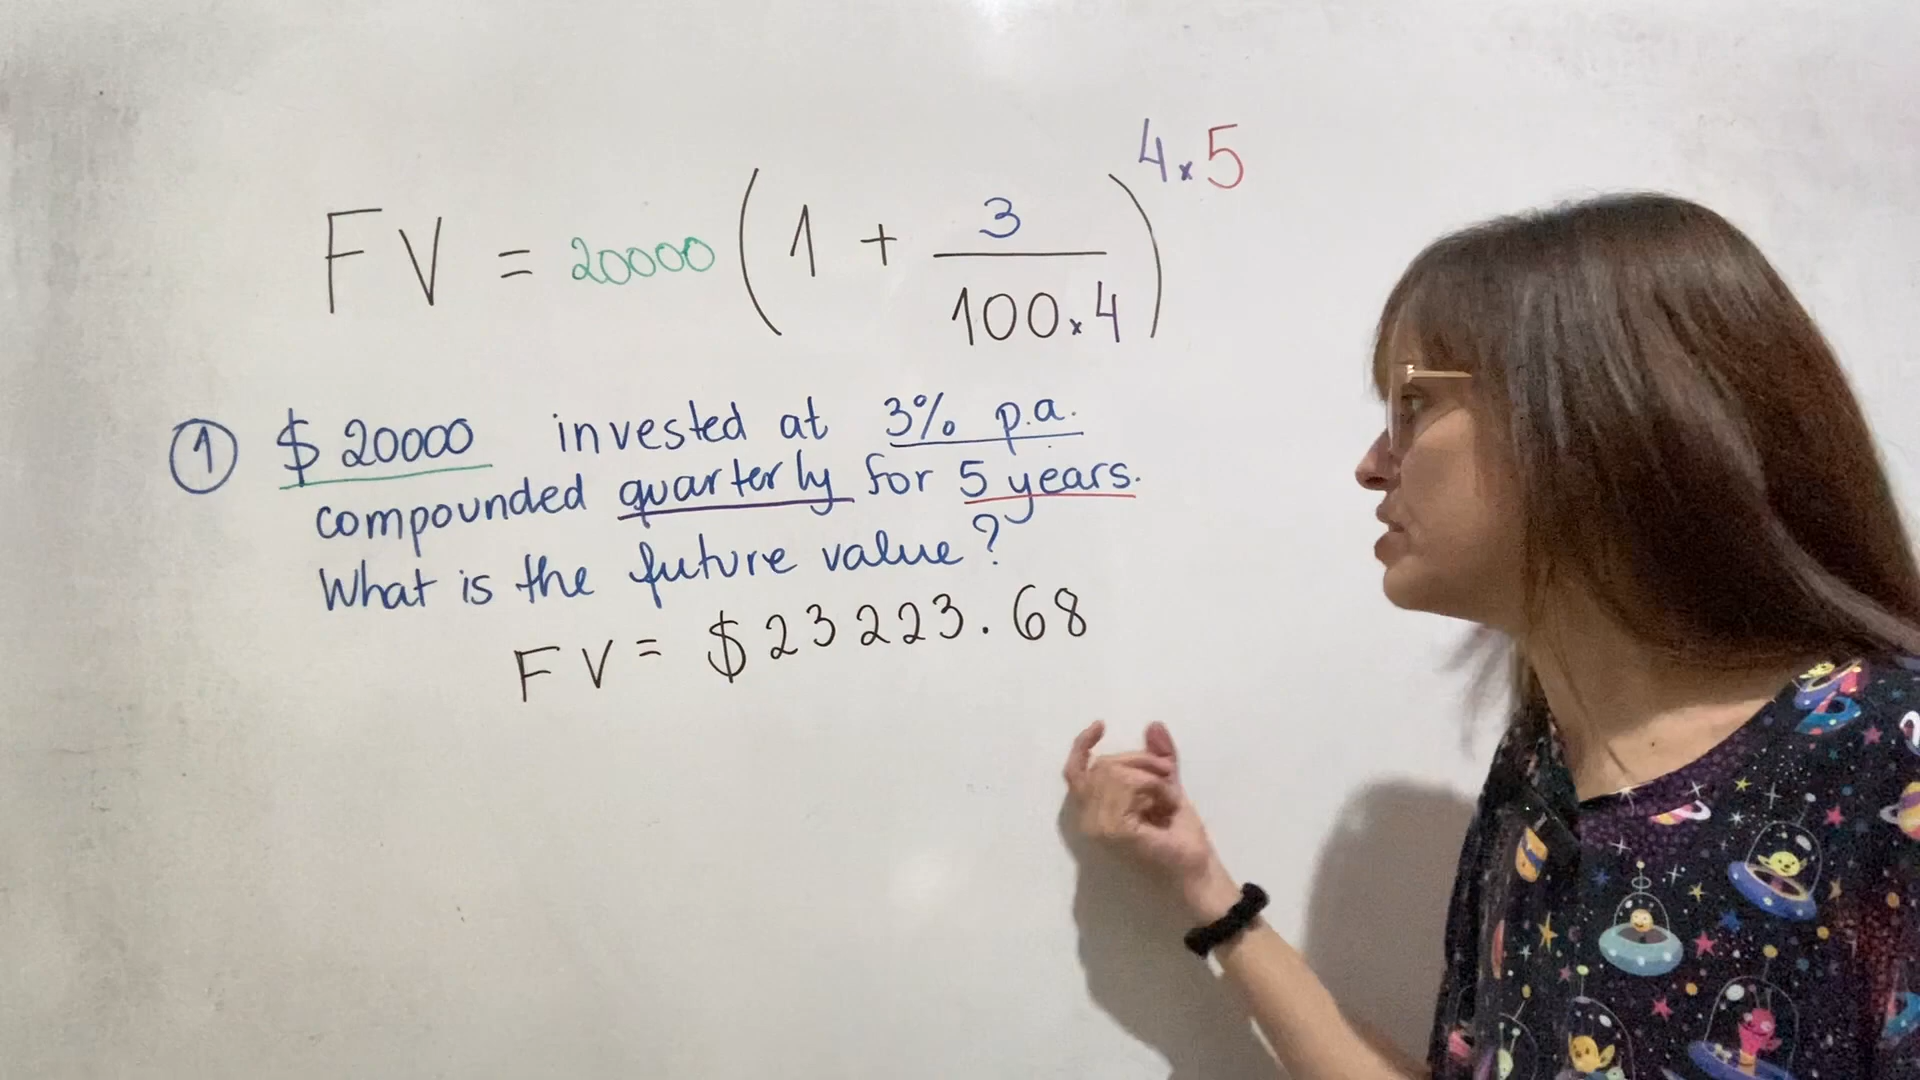 FV = 20000 (1 + 3/100×4)^4×5
① $20000 invested at 3% p.a.
compounded quarterly for 5 years.
What is the future value?
FV = $23223.68